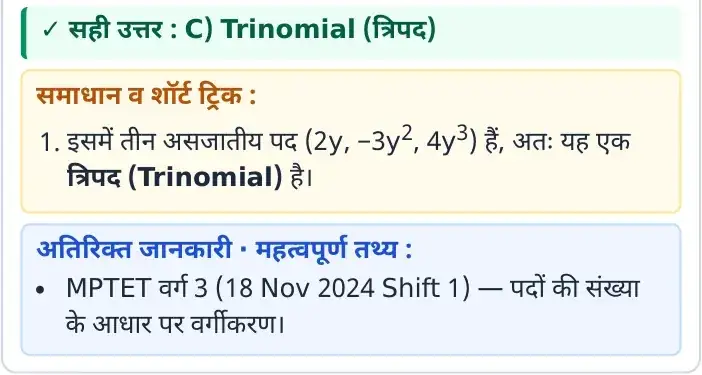 ✓ सही उत्तर : C) Trinomial (त्रिपद)
समाधान व शॉर्ट ट्रिक :
1. इसमें तीन असजातीय पद (2y, −3y², 4y³) हैं, अतः यह एक
त्रिपद (Trinomial) है।
अतिरिक्त जानकारी · महत्वपूर्ण तथ्य :
• MPTET वर्ग 3 (18 Nov 2024 Shift 1) — पदों की संख्या
के आधार पर वर्गीकरण।